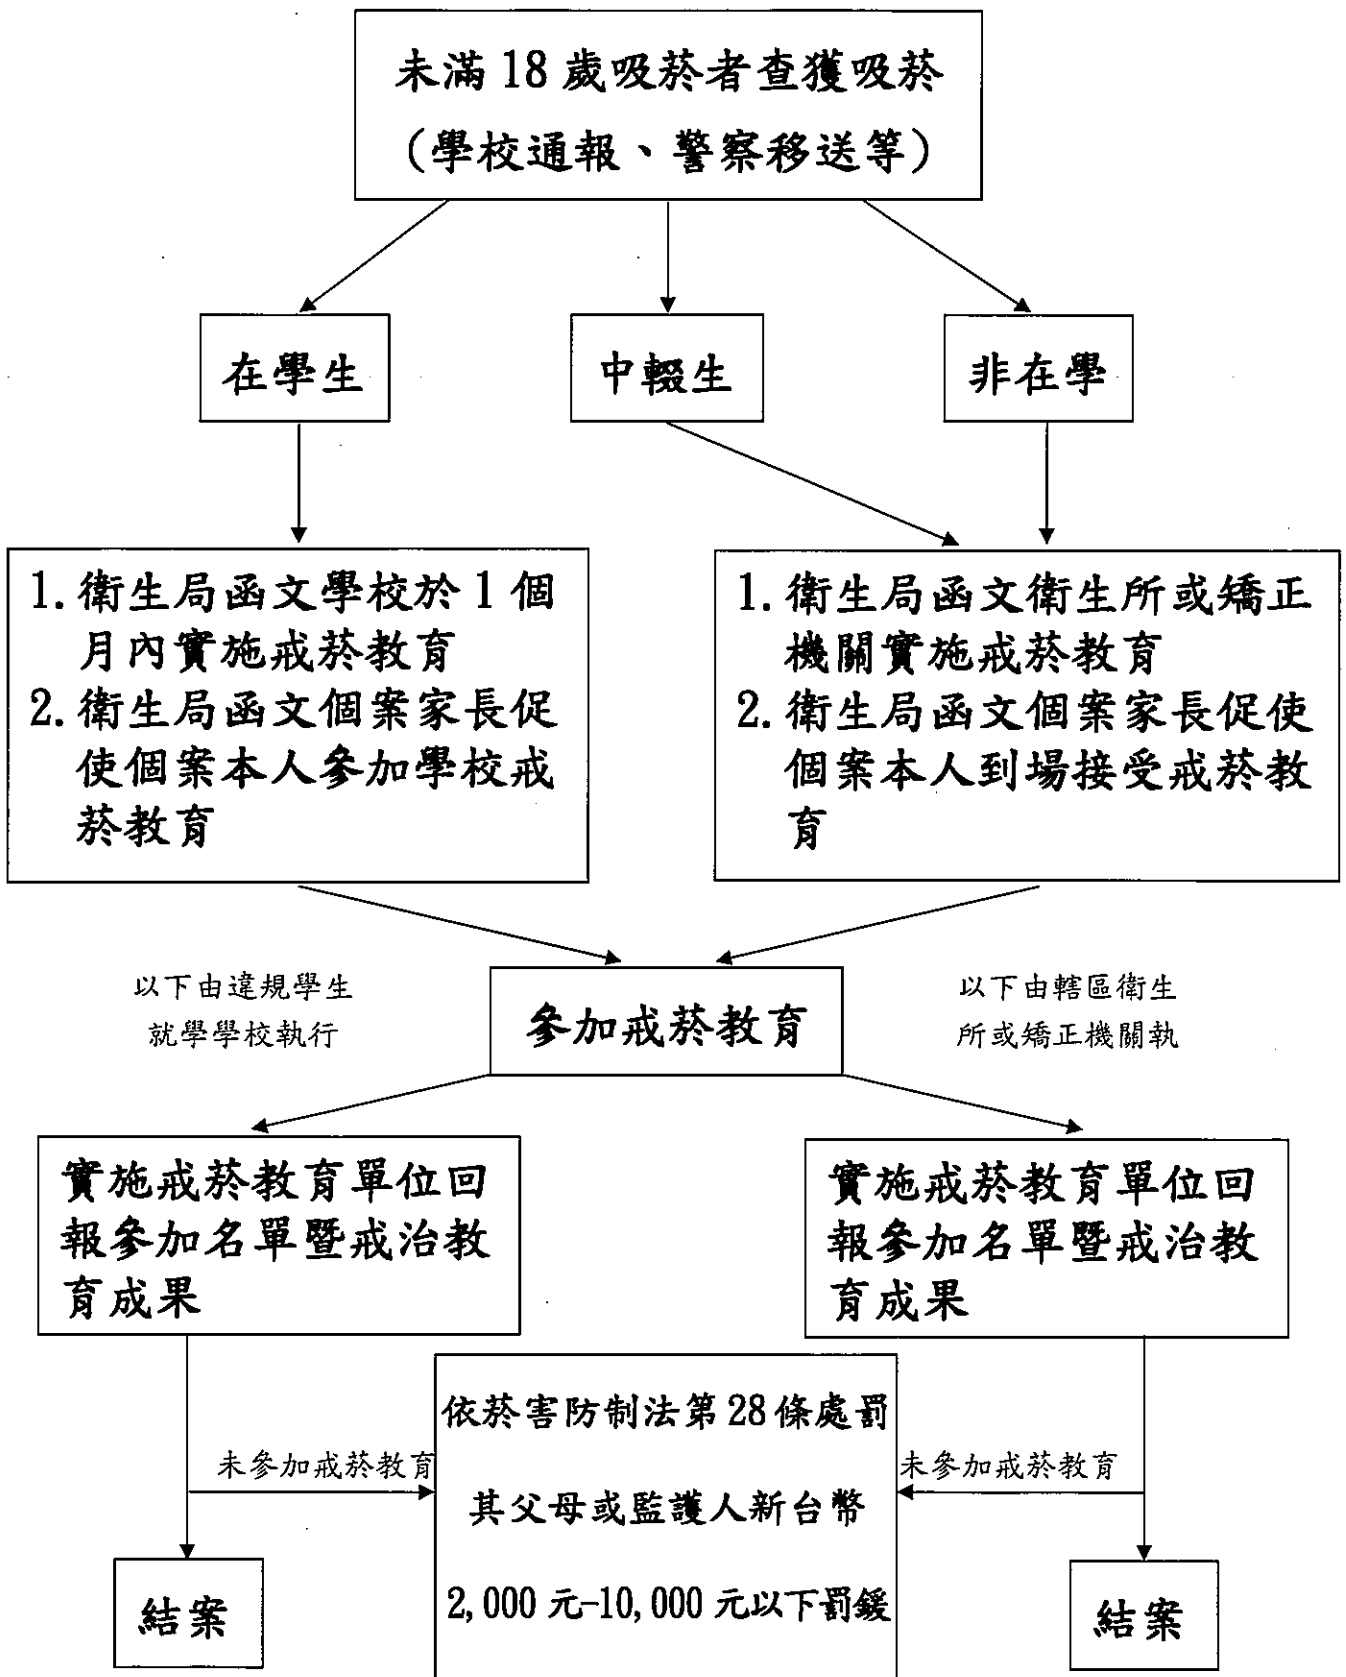 未滿 18 歲吸菸者查獲吸菸
(學校通報、警察移送等)
在學生
中輟生
非在學
1. 衛生局函文學校於 1 個
月內實施戒菸教育
2. 衛生局函文個案家長促
使個案本人參加學校戒
菸教育
1. 衛生局函文衛生所或矯正
機關實施戒菸教育
2. 衛生局函文個案家長促使
個案本人到場接受戒菸教
育
以下由違規學生
就學學校執行
參加戒菸教育
以下由轄區衛生
所或矯正機關執
實施戒菸教育單位回
報參加名單暨戒治教
育成果
實施戒菸教育單位回
報參加名單暨戒治教
育成果
未參加戒菸教育
依菸害防制法第 28 條處罰
其父母或監護人新台幣
2,000 元-10,000 元以下罰鍰
未參加戒菸教育
結案
結案